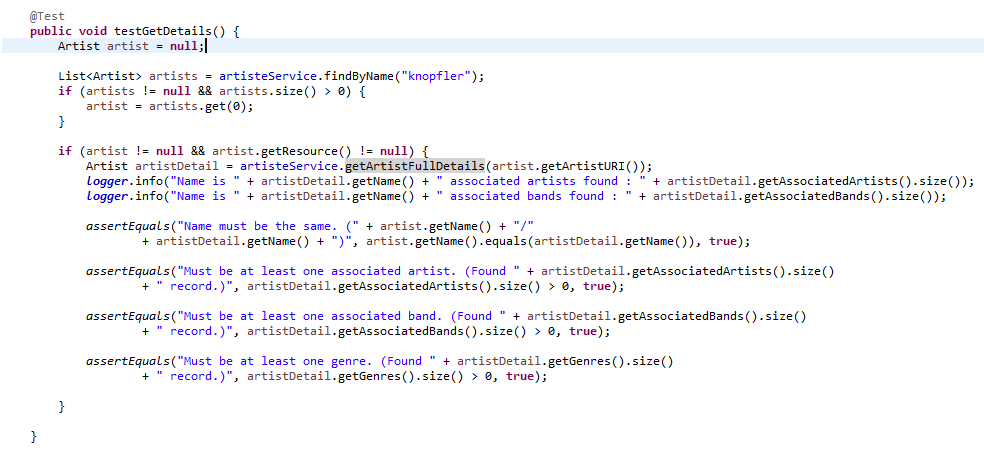 @Test
public void testGetDetails() {
Artist artist = null;
List<Artist> artists = artisteService.findByName("knopfler");
if (artists != null && artists.size() > 0) {
artist = artists.get(0);
}
if (artist != null && artist.getResource() != null) {
Artist artistDetail = artisteService.getArtistFullDetails(artist.getArtistURI());
logger.info("Name is " + artistDetail.getName() + " associated artists found : " + artistDetail.getAssociatedArtists().size());
logger.info("Name is " + artistDetail.getName() + " associated bands found : " + artistDetail.getAssociatedBands().size());
assertEquals("Name must be the same. (" + artist.getName() + "/"
+ artistDetail.getName() + ")", artist.getName().equals(artistDetail.getName()), true);
assertEquals("Must be at least one associated artist. (Found " + artistDetail.getAssociatedArtists().size()
+ " record.)", artistDetail.getAssociatedArtists().size() > 0, true);
assertEquals("Must be at least one associated band. (Found " + artistDetail.getAssociatedBands().size()
+ " record.)", artistDetail.getAssociatedBands().size() > 0, true);
assertEquals("Must be at least one genre. (Found " + artistDetail.getGenres().size()
+ " record.)", artistDetail.getGenres().size() > 0, true);
}
}